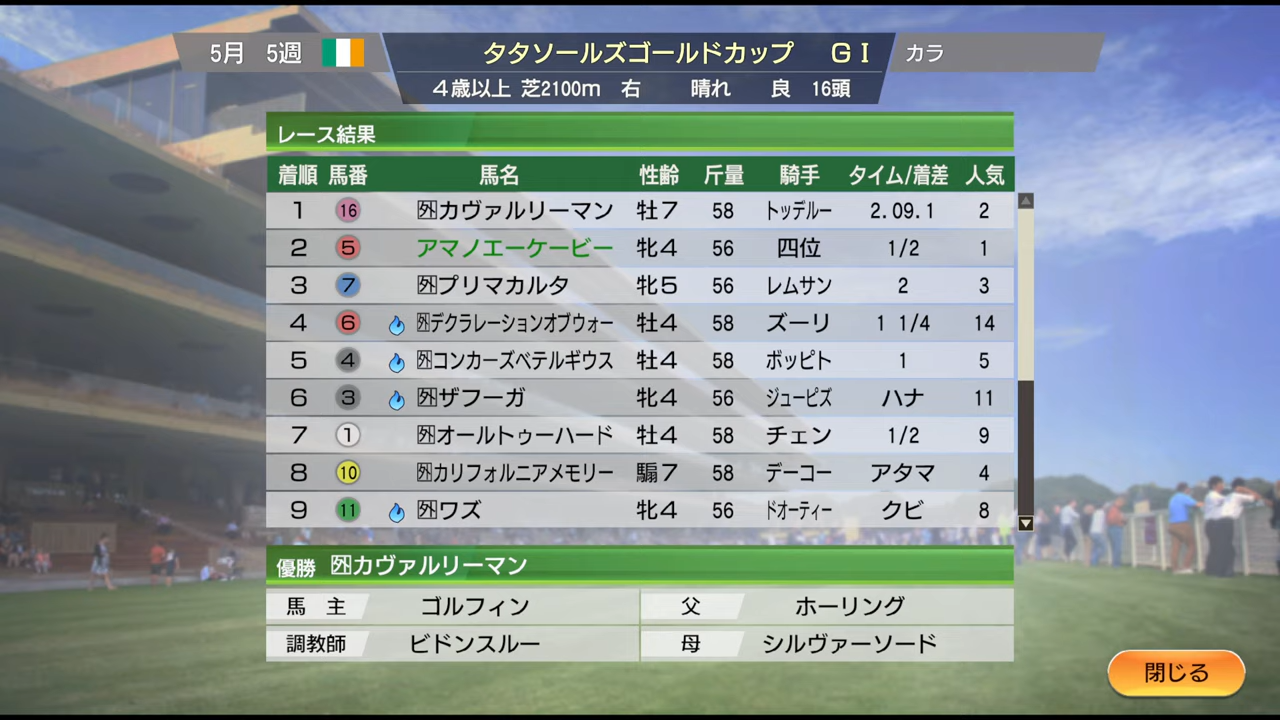 5月 5週 タタソールズゴールドカップ GⅠ カラ
4歳以上 芝2100m 右 晴れ 良 16頭
レース結果
着順 馬番 馬名 性齢 斤量 騎手 タイム/着差 人気
1 16 外カヴァルリーマン 牡7 58 トッデルー 2.09.1 2
2 5 アマノエーケービー 牝4 56 四位 1/2 1
3 7 外プリマカルタ 牝5 56 レムサン 2 3
4 6 外デクラレーションオブウォー 牡4 58 ズーリ 1 1/4 14
5 4 外コンカーズベテルギウス 牡4 58 ボッピト 1 5
6 3 外ザフーガ 牝4 56 ジューピズ ハナ 11
7 1 外オールトゥーハード 牡4 58 チェン 1/2 9
8 10 外カリフォルニアメモリー 騸7 58 デーコー アタマ 4
9 11 外ワズ 牝4 56 ドオーティー クビ 8
優勝 外カヴァルリーマン
馬主 ゴルフィン 父 ホーリング
調教師 ビドンスルー 母 シルヴァーソード
閉じる